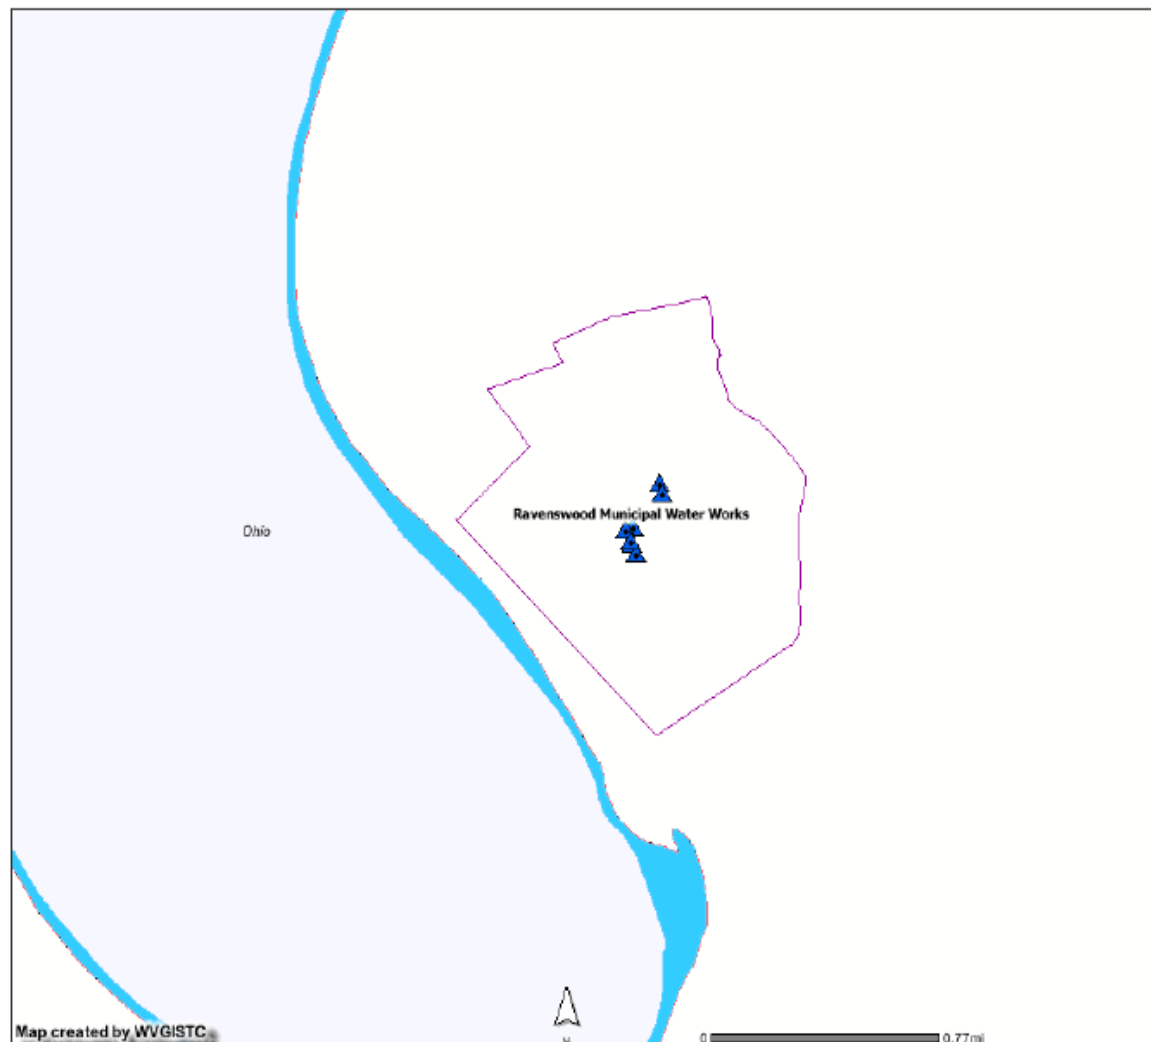 Ravenswood Municipal Water Works
Ohio
Map created by WVGISTC
N
0 0.77mi